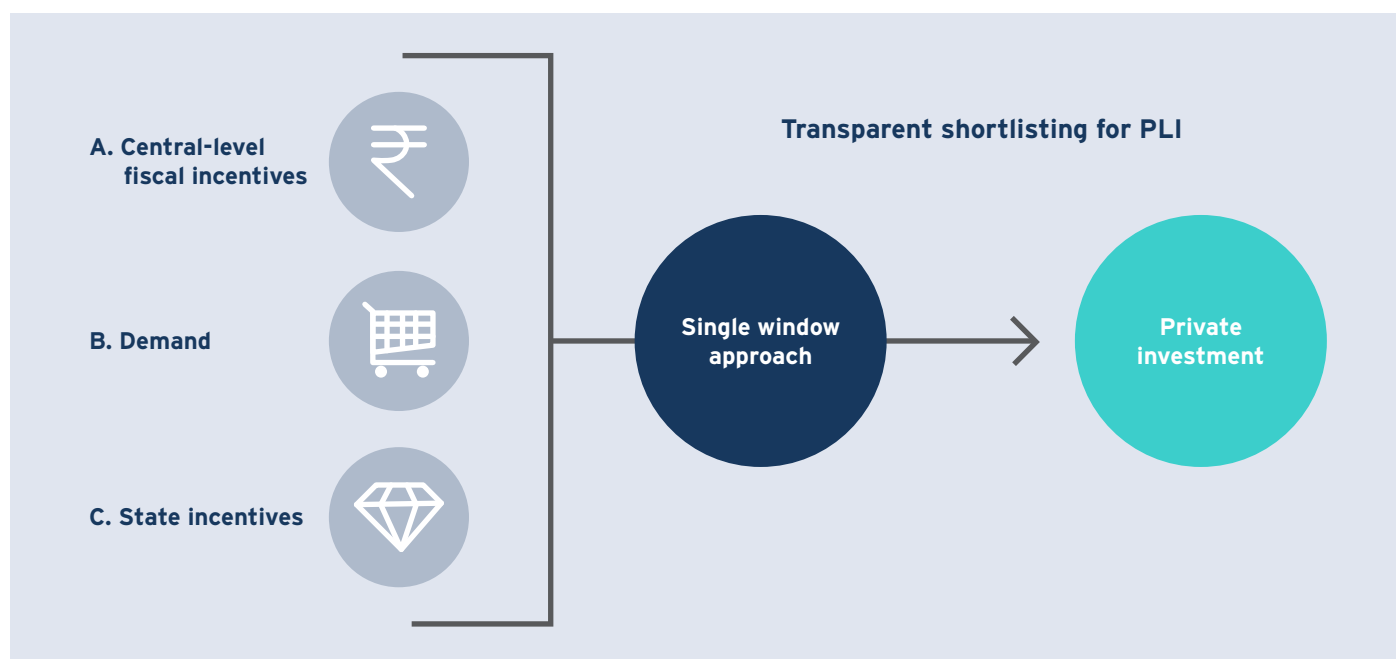 A. Central-level
fiscal incentives
B. Demand
C. State incentives
Transparent shortlisting for PLI
Single window
approach
Private
investment